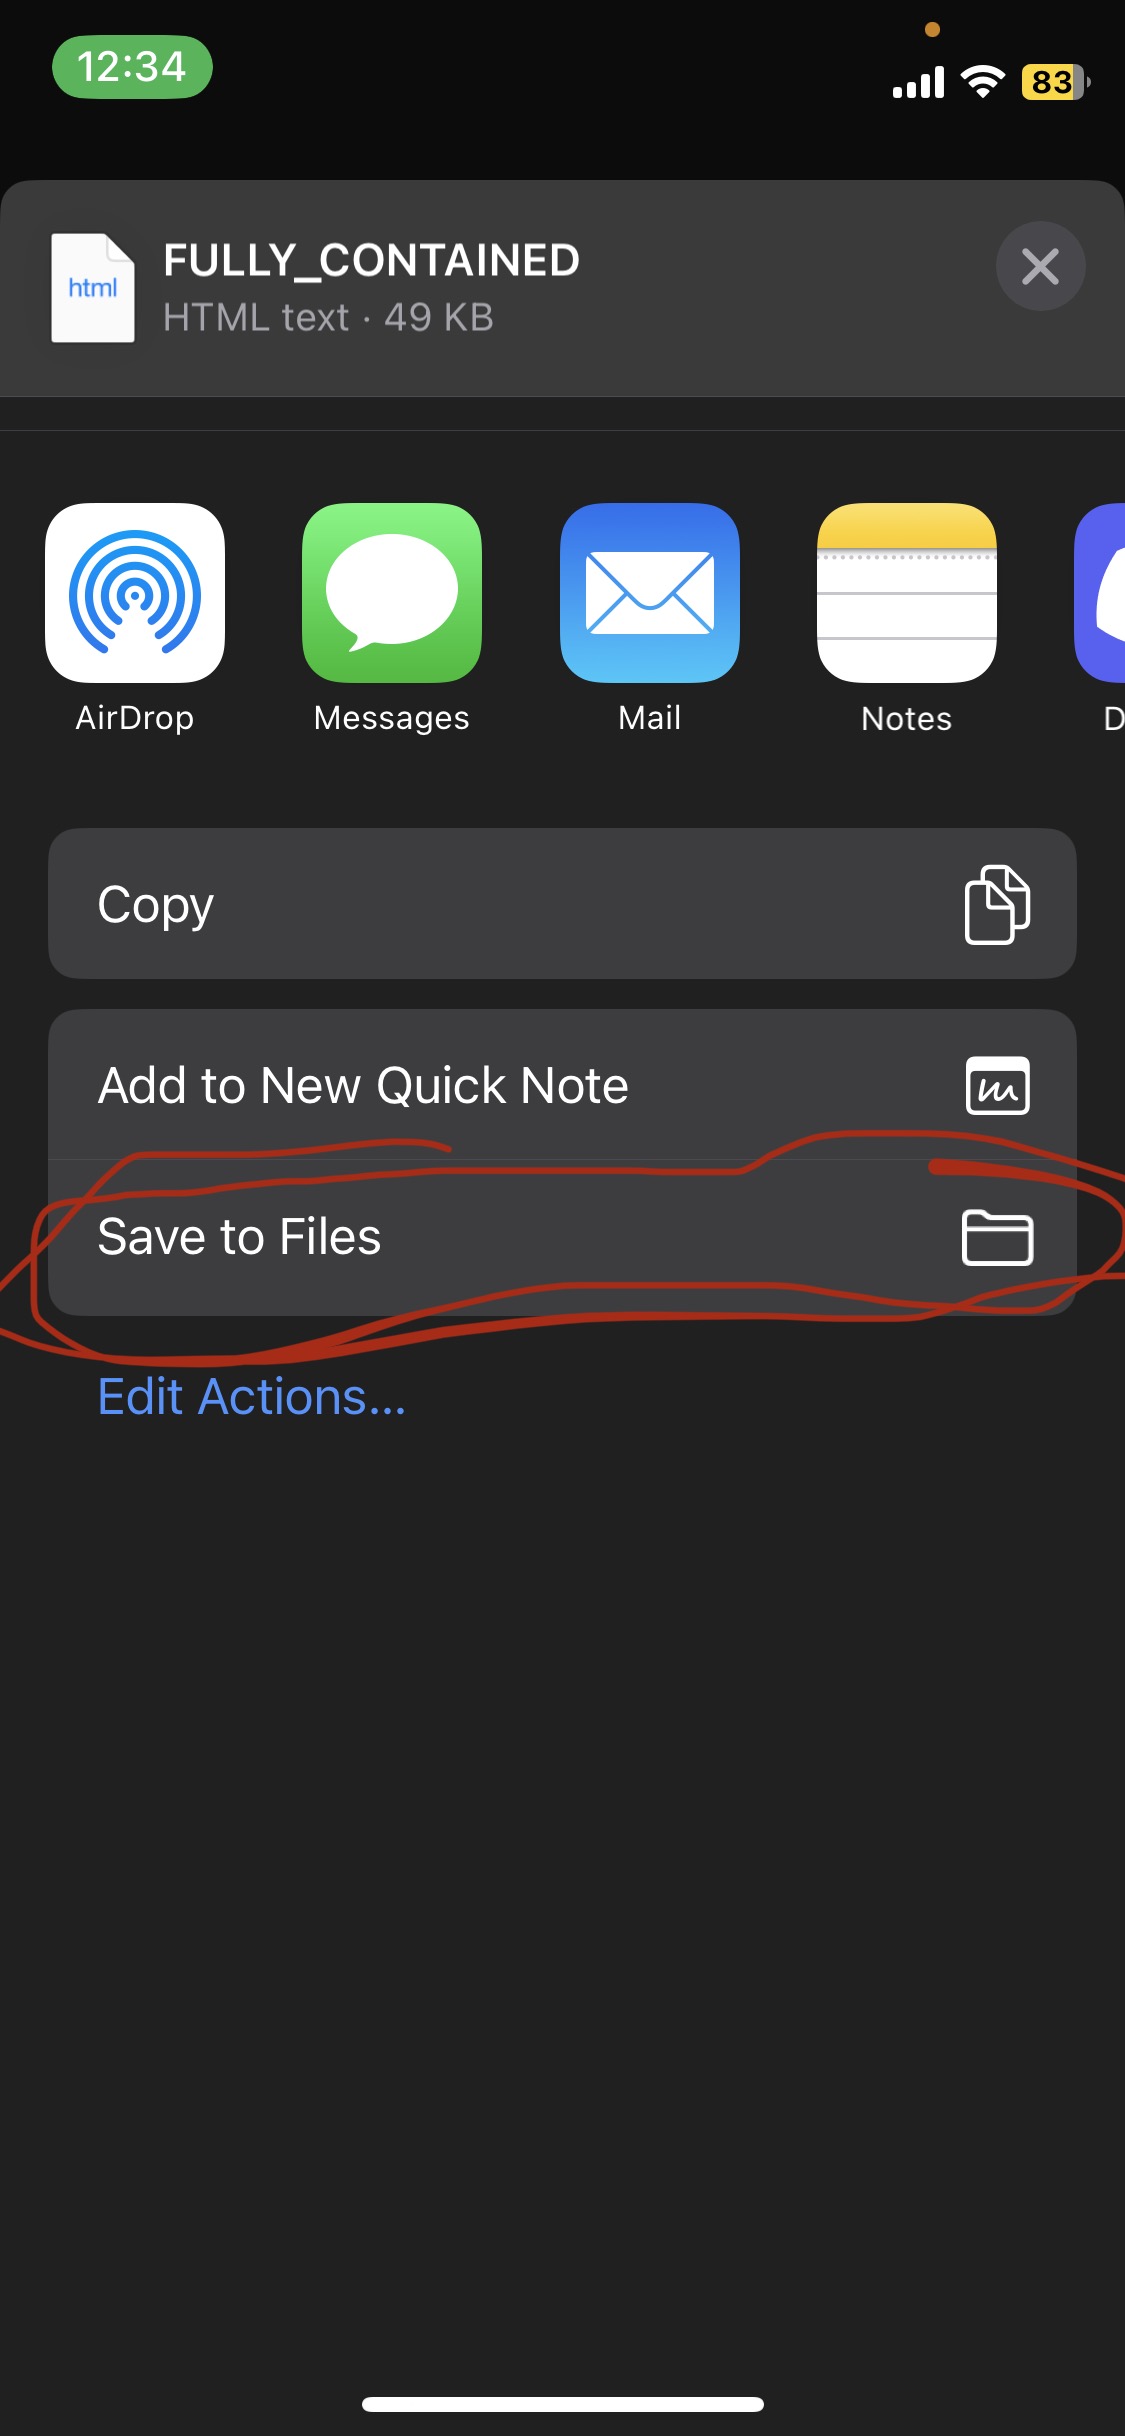 12:34
83
html
FULLY_CONTAINED
HTML text · 49 KB
AirDrop
Messages
Mail
Notes
D
Copy
Add to New Quick Note
Save to Files
Edit Actions...